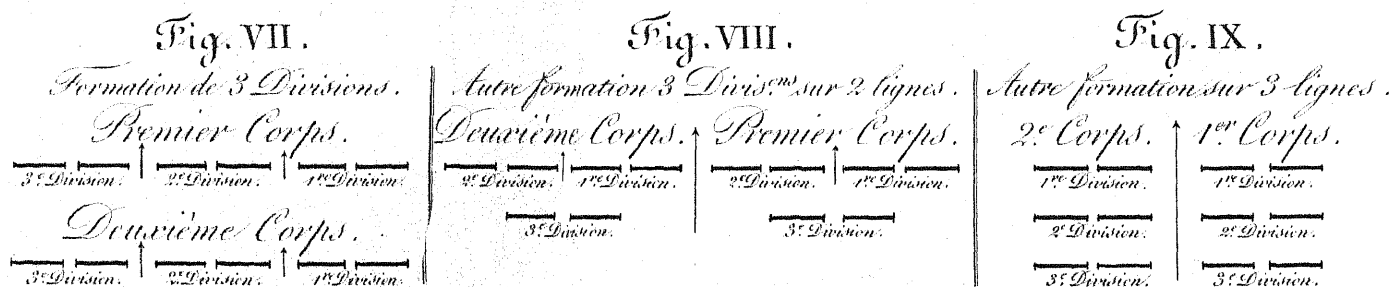 Fig. VII.
Formation de 3 Divisions.
Premier Corps.
3.e Division. 2.e Division. 1.re Division.
Deuxième Corps.
3.e Division. 2.e Division. 1.re Division.
Fig. VIII.
Autre formation 3 Divis.ons sur 2 lignes.
Deuxième Corps. Premier Corps.
2.e Division. 1.re Division. 2.e Division. 1.re Division.
3.e Division. 3.e Division.
Fig. IX.
Autre formation sur 3 lignes.
2.e Corps. 1.er Corps.
1.re Division. 1.re Division.
2.e Division. 2.e Division.
3.e Division. 3.e Division.